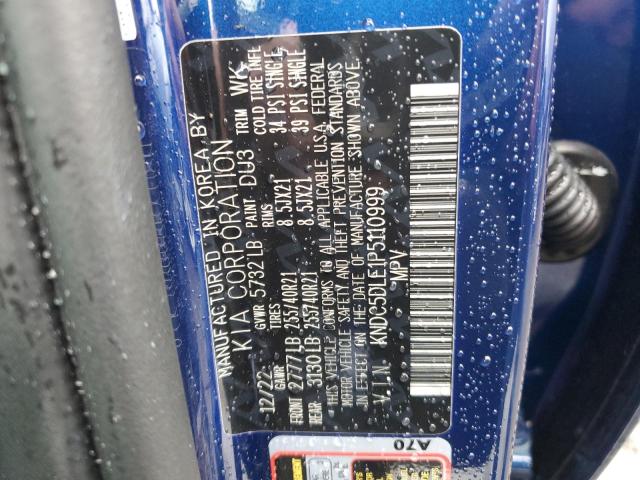 MANUFACTURED IN KOREA BY
KIA CORPORATION
12/22 GVWR 5732LB PAINT: DU3 TRIM WK
GAWR TIRES RIMS COLD TIRE INFL
FRONT 2777LB 255/40R21 8.5JX21 34 PSI SINGLE
REAR 3130LB 255/40R21 8.5JX21 39 PSI SINGLE
THIS VEHICLE CONFORMS TO ALL APPLICABLE U.S.A. FEDERAL
MOTOR VEHICLE SAFETY AND THEFT PREVENTION STANDARDS
IN EFFECT ON THE DATE OF MANUFACTURE SHOWN ABOVE.
V.I.N. KNDC5DLE1P5110999
MPV
A70